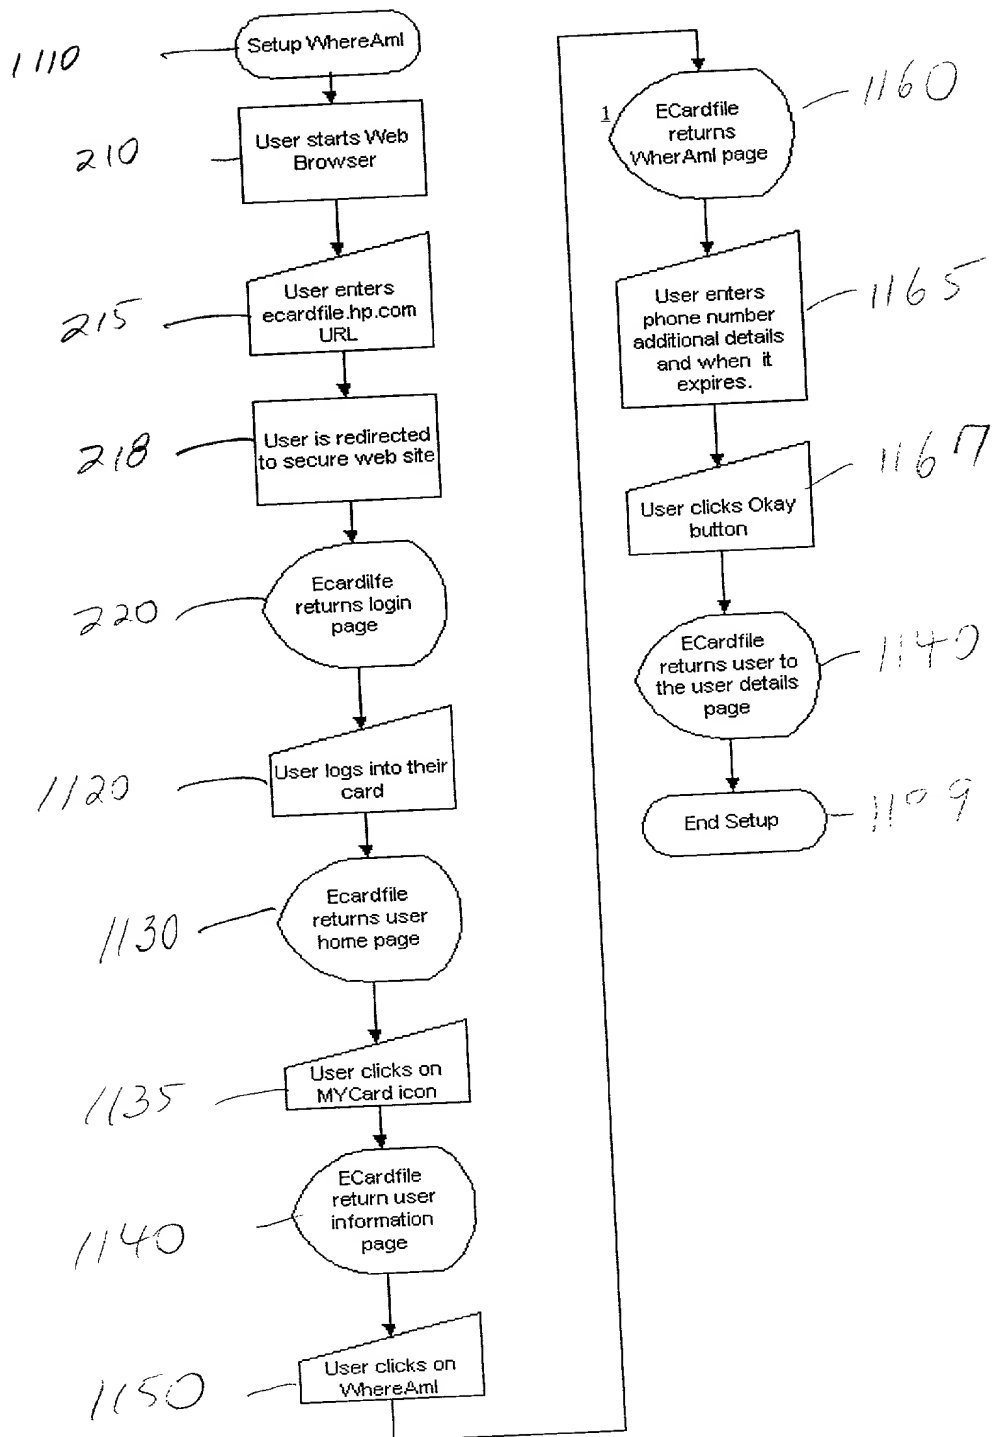 1110
Setup WhereAmI
210
User starts Web
Browser
215
User enters
ecardfile.hp.com
URL
218
User is redirected
to secure web site
220
Ecardilfe
returns login
page
1120
User logs into their
card
1130
Ecardfile
returns user
home page
1135
User clicks on
MYCard icon
1140
ECardfile
return user
information
page
1150
User clicks on
WhereAmI
1
ECardfile
returns
WherAmI page
1160
User enters
phone number
additional details
and when it
expires.
1165
User clicks Okay
button
1167
ECardfile
returns user to
the user details
page
1140
End Setup
1109